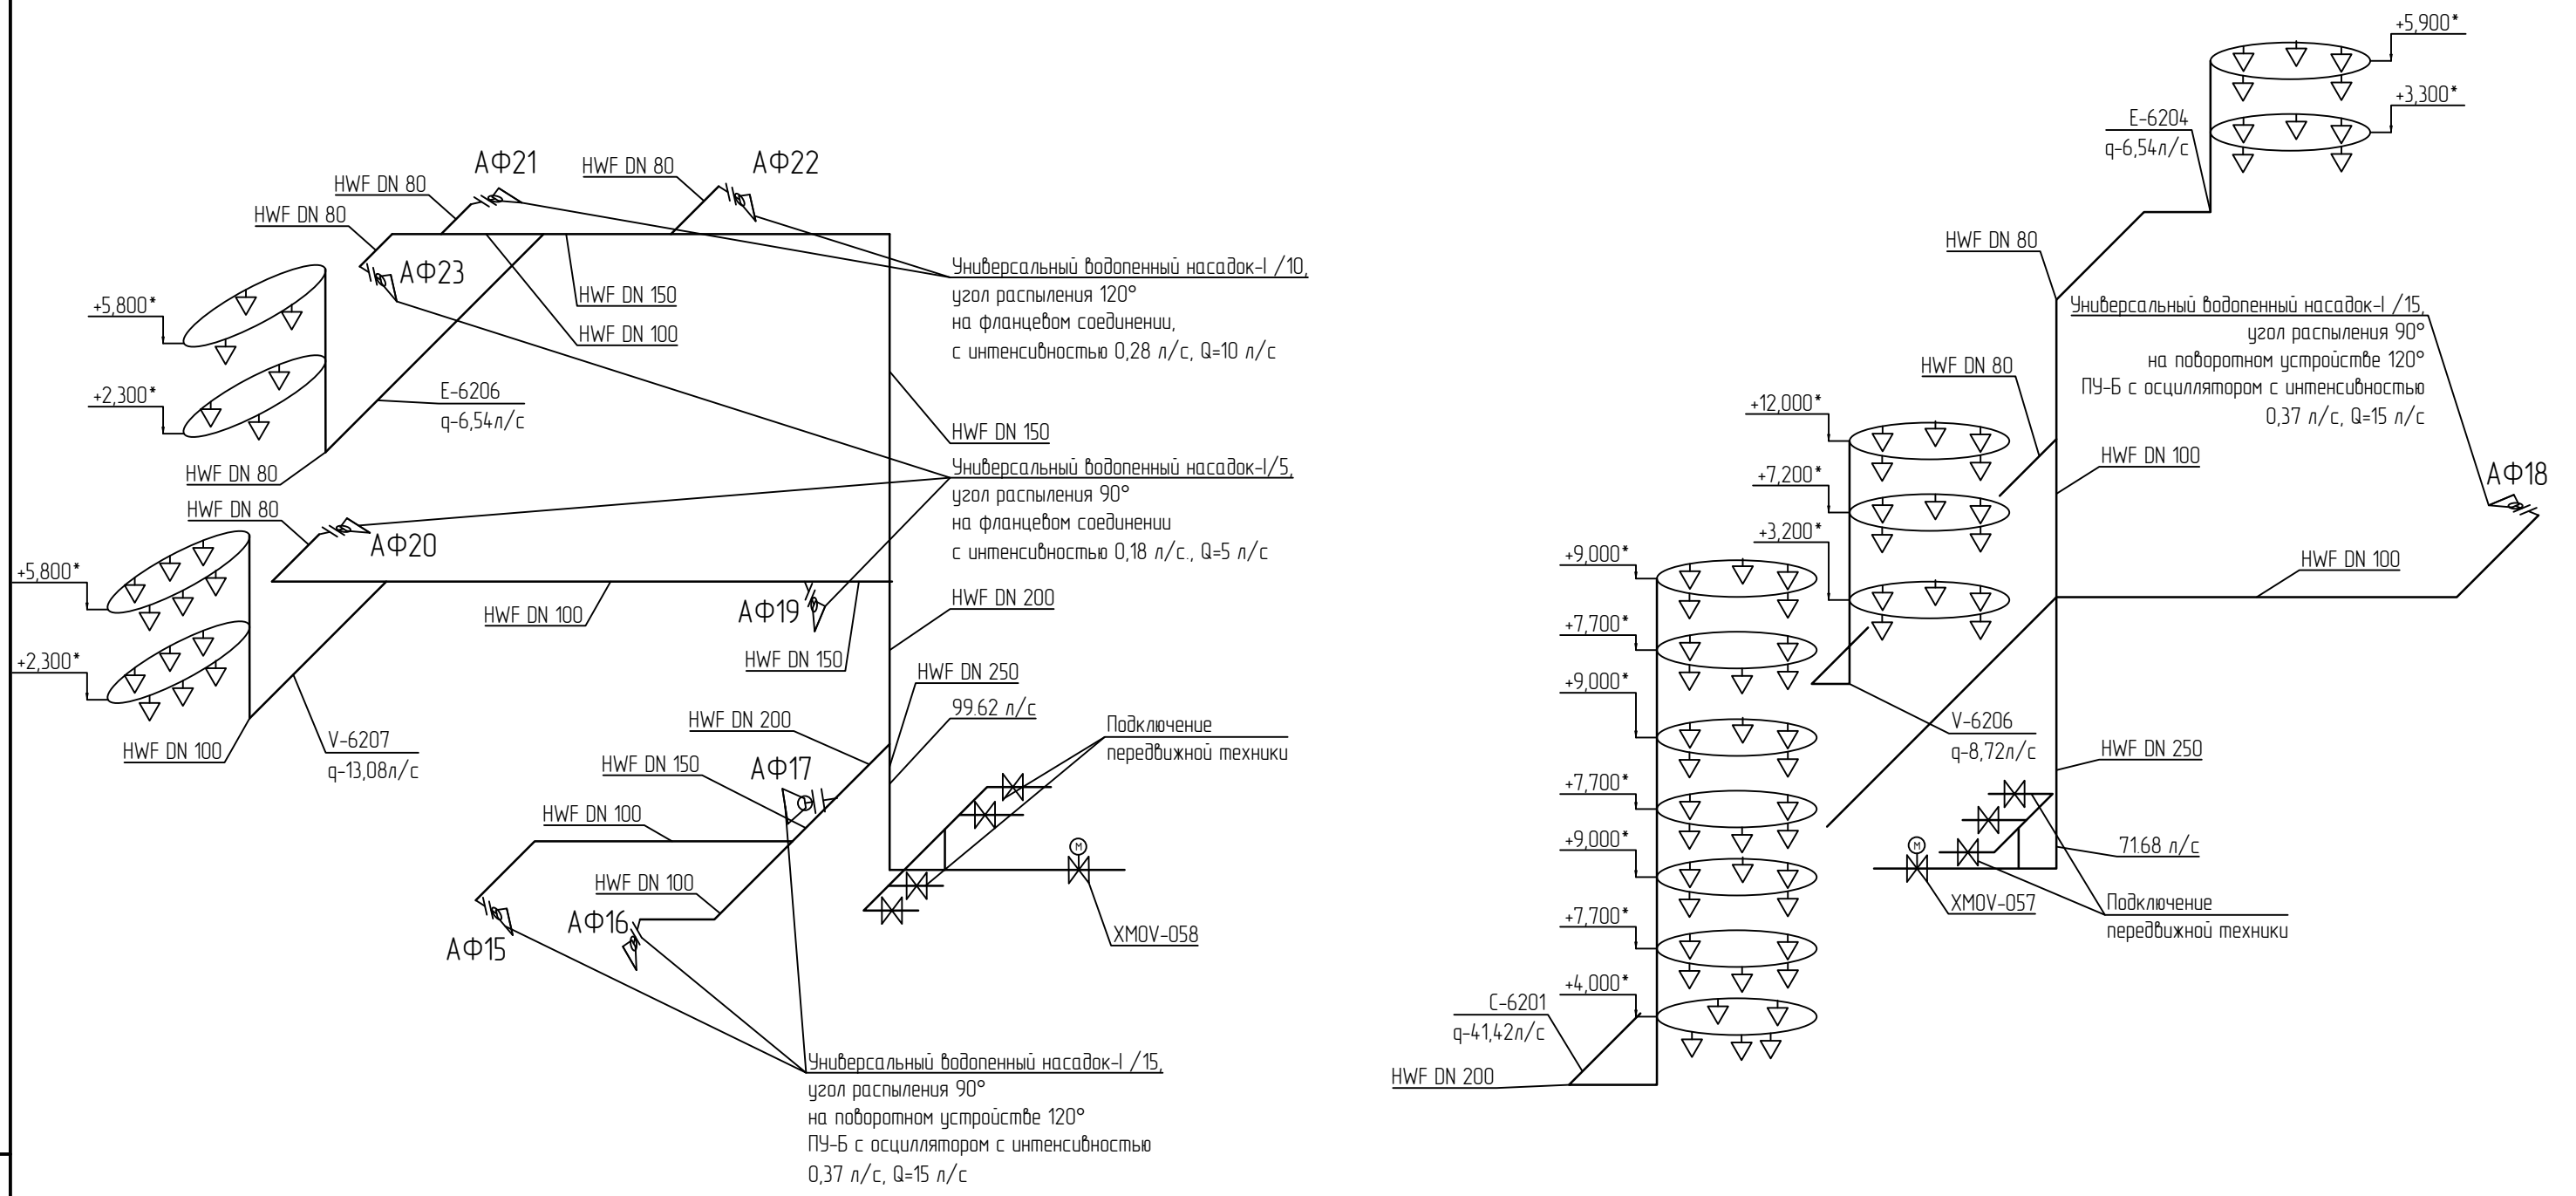 АФ21
АФ22
HWF DN 80
HWF DN 80
HWF DN 80
АФ23
Универсальный водопенный насадок-I /10,
угол распыления 120°
на фланцевом соединении,
с интенсивностью 0,28 л/с, Q=10 л/с
HWF DN 150
HWF DN 100
+5,800*
+2,300*
E-6206
q-6,54л/с
HWF DN 150
HWF DN 80
Универсальный водопенный насадок-I/5,
угол распыления 90°
на фланцевом соединении
с интенсивностью 0,18 л/с., Q=5 л/с
HWF DN 80
АФ20
+5,800*
+2,300*
HWF DN 100
АФ19
HWF DN 200
HWF DN 150
HWF DN 250
99.62 л/с
HWF DN 200
V-6207
q-13,08л/с
HWF DN 100
Подключение
передвижной техники
HWF DN 150
АФ17
HWF DN 100
HWF DN 100
АФ16
АФ15
М
XMOV-058
Универсальный водопенный насадок-I /15,
угол распыления 90°
на поворотном устройстве 120°
ПУ-Б с осциллятором с интенсивностью
0,37 л/с, Q=15 л/с
+5,900*
+3,300*
E-6204
q-6,54л/с
HWF DN 80
Универсальный водопенный насадок-I /15,
угол распыления 90°
на поворотном устройстве 120°
ПУ-Б с осциллятором с интенсивностью
0,37 л/с, Q=15 л/с
HWF DN 80
+12,000*
+7,200*
+3,200*
HWF DN 100
АФ18
HWF DN 100
+9,000*
+7,700*
+9,000*
+7,700*
+9,000*
+7,700*
+4,000*
V-6206
q-8,72л/с
HWF DN 250
71.68 л/с
М
XMOV-057
Подключение
передвижной техники
C-6201
q-41,42л/с
HWF DN 200